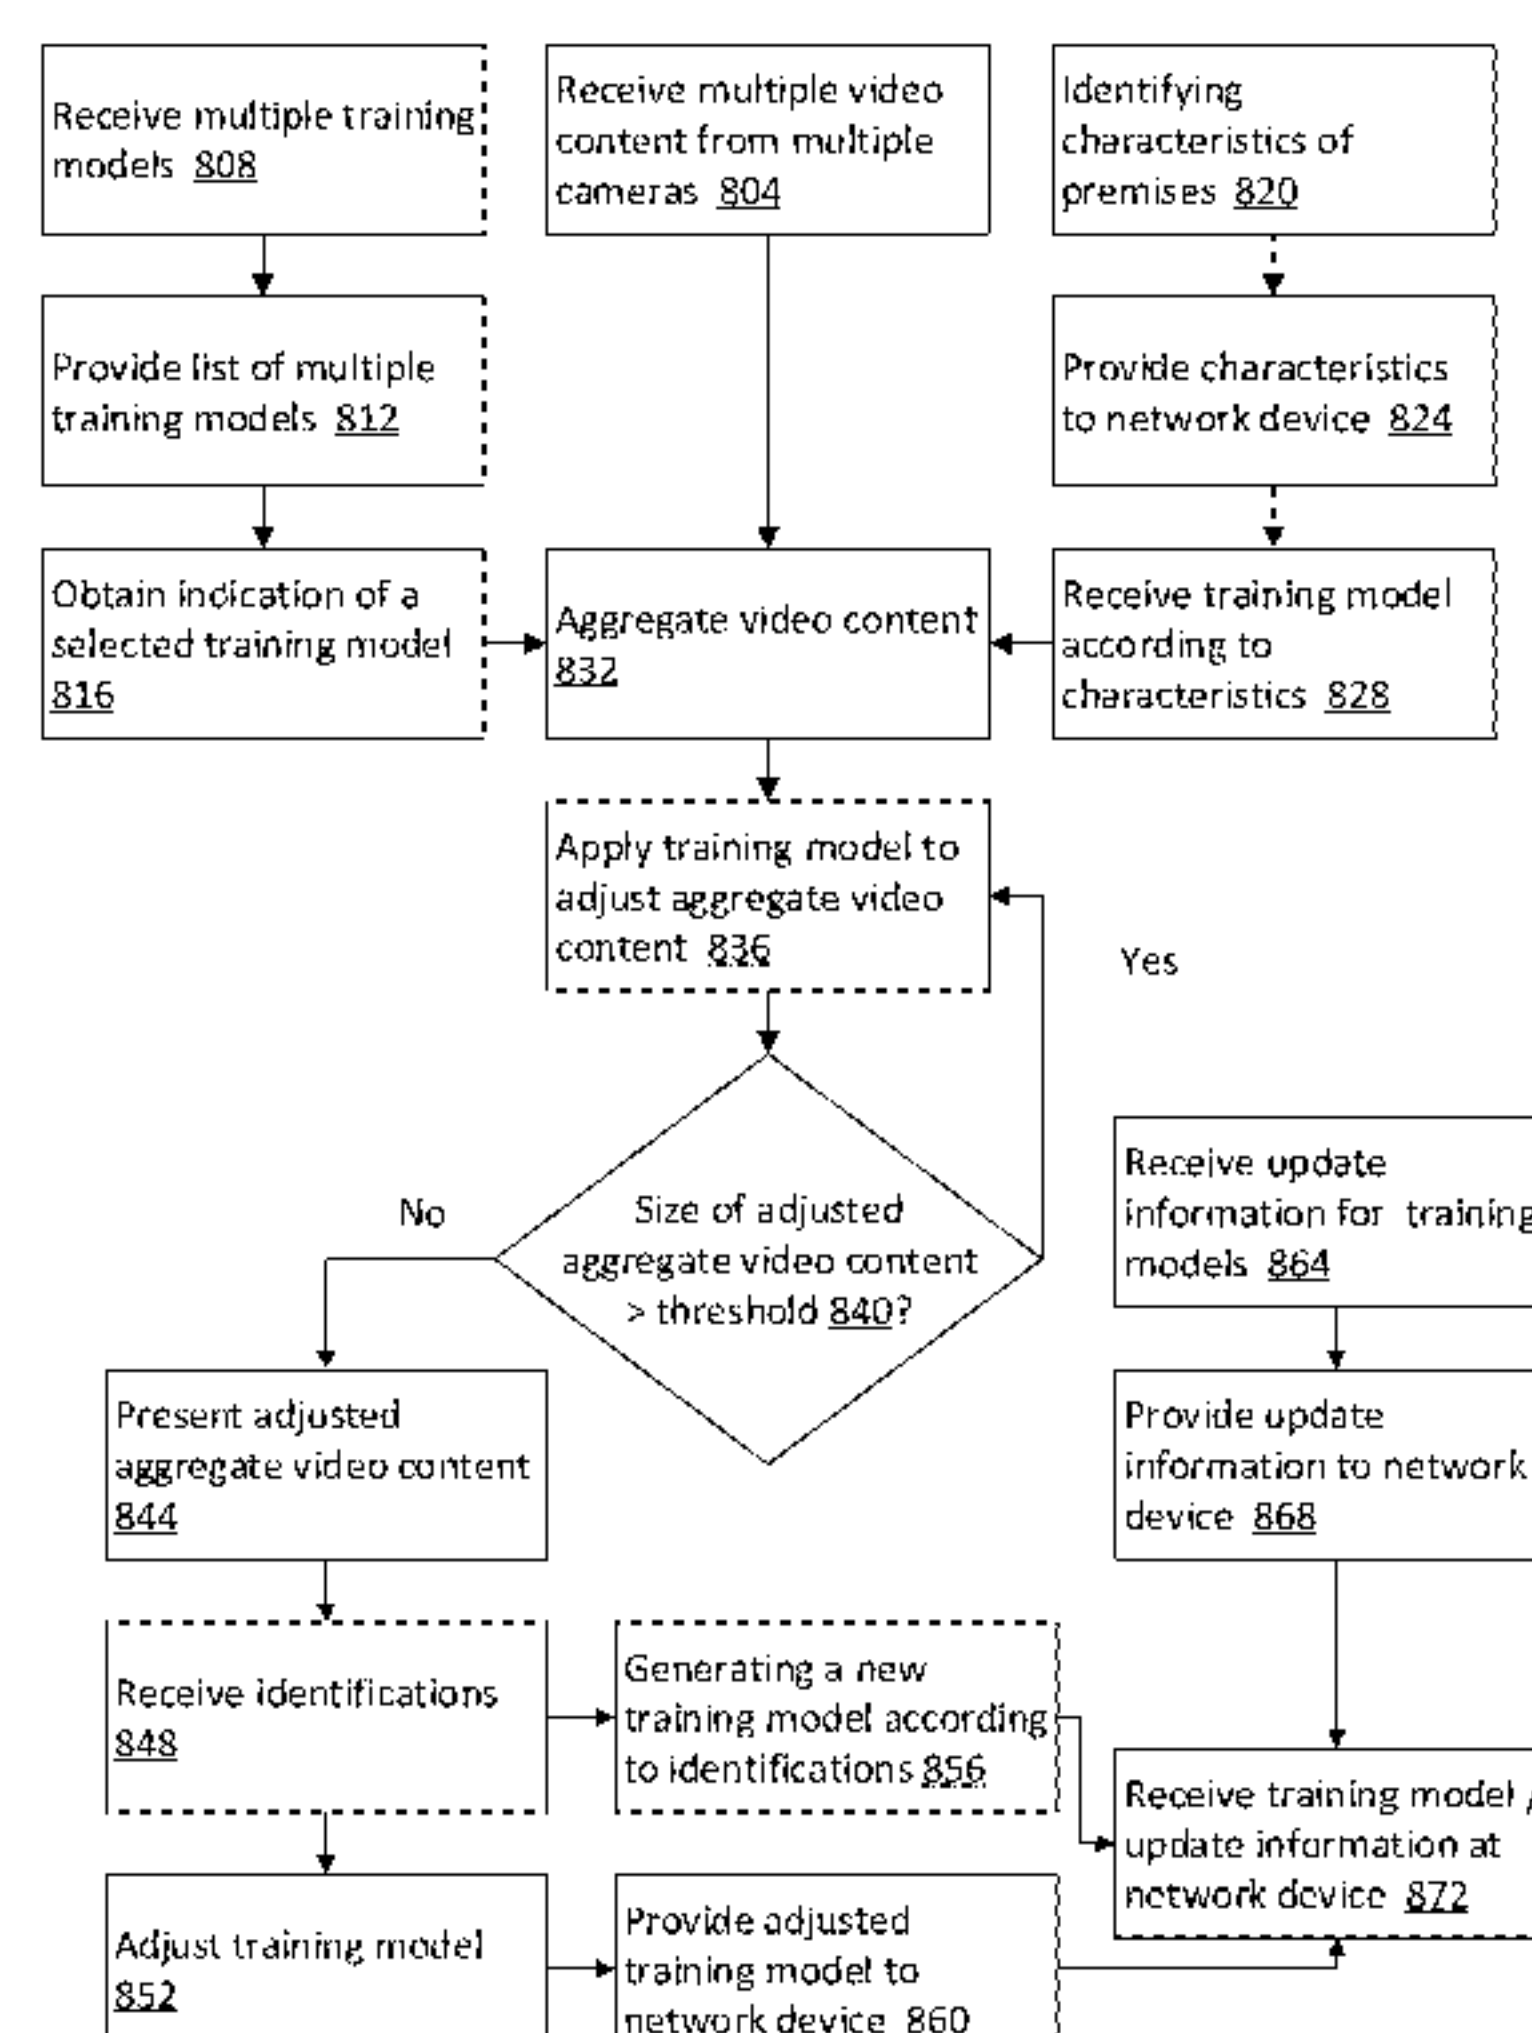 Receive multiple training
models 808
Receive multiple video
content from multiple
cameras 804
Identifying
characteristics of
premises 820
Provide list of multiple
training models 812
Provide characteristics
to network device 824
Obtain indication of a
selected training model
816
Aggregate video content
832
Receive training model
according to
characteristics 828
Apply training model to
adjust aggregate video
content 836
Yes
No
Size of adjusted
aggregate video content
> threshold 840?
Receive update
information for training
models 864
Present adjusted
aggregate video content
844
Provide update
information to network
device 868
Receive identifications
848
Generating a new
training model according
to identifications 856
Receive training model /
update information at
network device 872
Adjust training model
852
Provide adjusted
training model to
network device 860